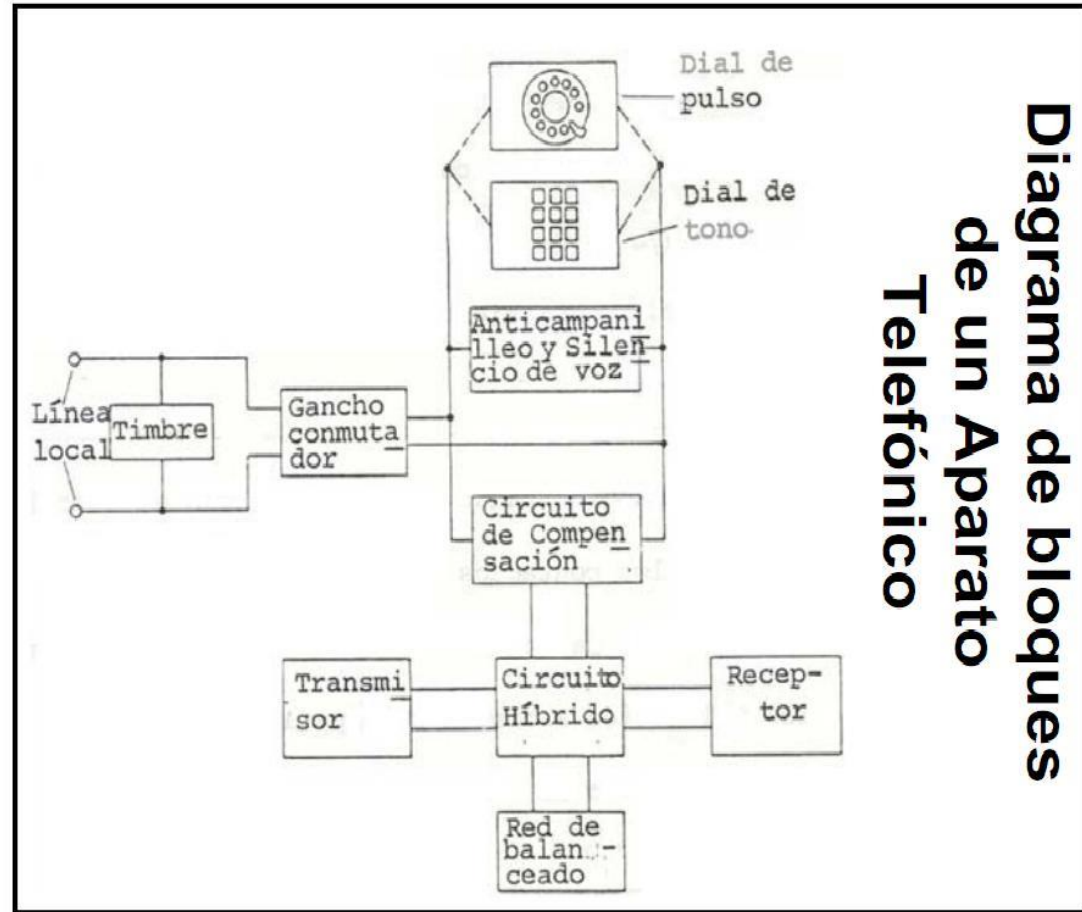 Diagrama de bloques
de un Aparato
Telefónico
Dial de
pulso
Dial de
tono
Anticampani
lleo y Silen
cio de voz
Línea
local
Timbre
Gancho
conmuta
dor
Circuito
de Compen
sación
Transmi
sor
Circuito
Híbrido
Recep-
tor
Red de
balan -
ceado